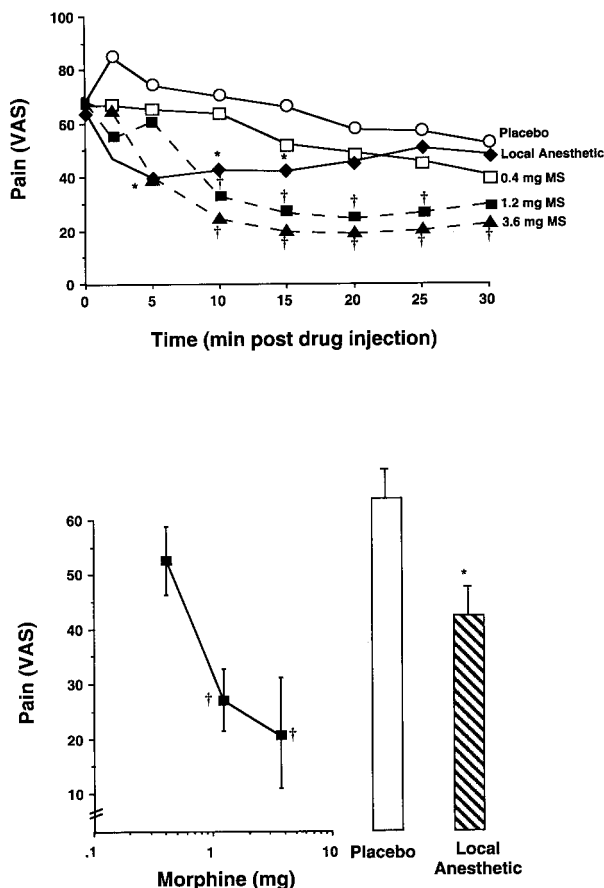 100
80
60
40
20
0
Pain (VAS)
* * *
† † † † †
† † † † †
Placebo
Local Anesthetic
0.4 mg MS
1.2 mg MS
3.6 mg MS
0 5 10 15 20 25 30
Time (min post drug injection)
60
50
40
30
20
10
Pain (VAS)
† †
*
.1 1 10
Morphine (mg)
Placebo
Local
Anesthetic